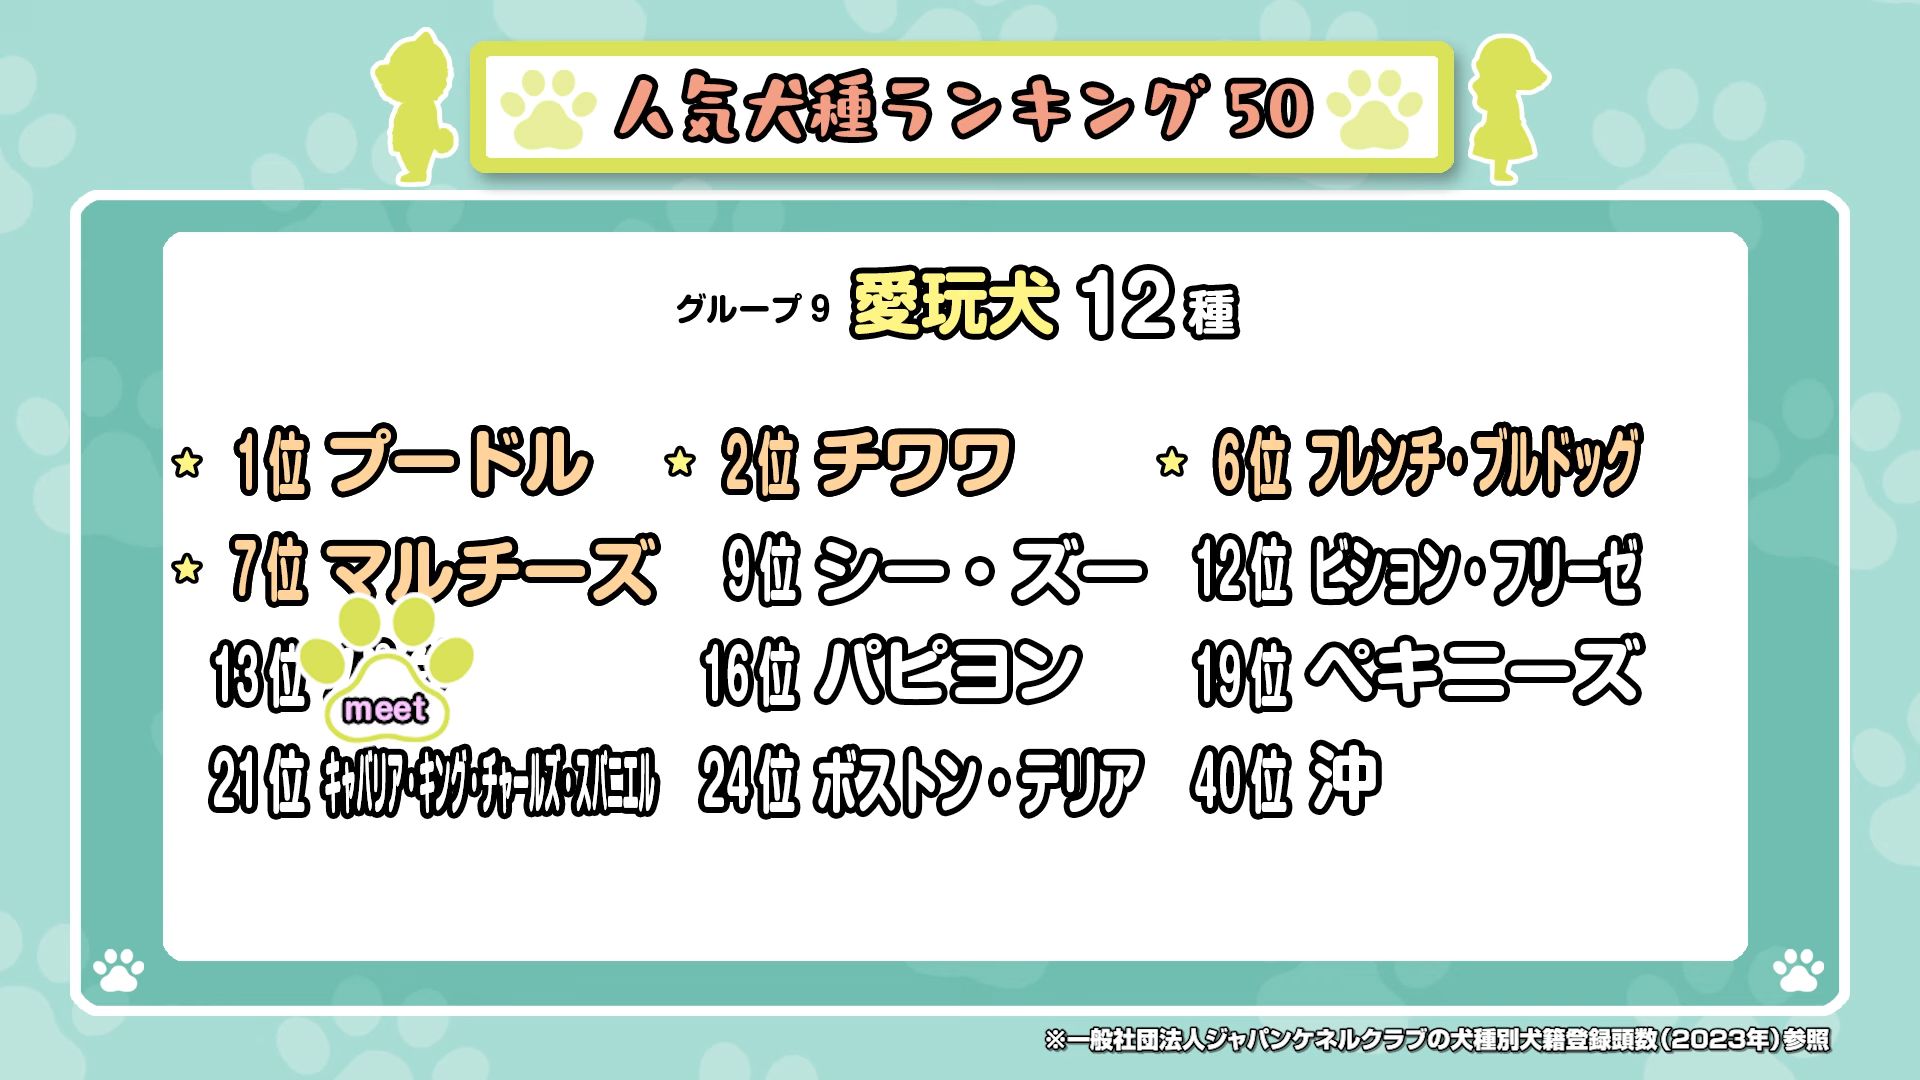 人気犬種ランキング50
グループ9 愛玩犬 12種
★ 1位 プードル ★ 2位 チワワ ★ 6位 フレンチ・ブルドッグ
★ 7位 マルチーズ 9位 シー・ズー 12位 ビション・フリーゼ
13位 16位 パピヨン 19位 ペキニーズ
meet
21位 キャバリア・キング・チャールズ・スパニエル 24位 ボストン・テリア 40位 狆
※一般社団法人ジャパンケネルクラブの犬種別犬籍登録頭数(2023年)参照